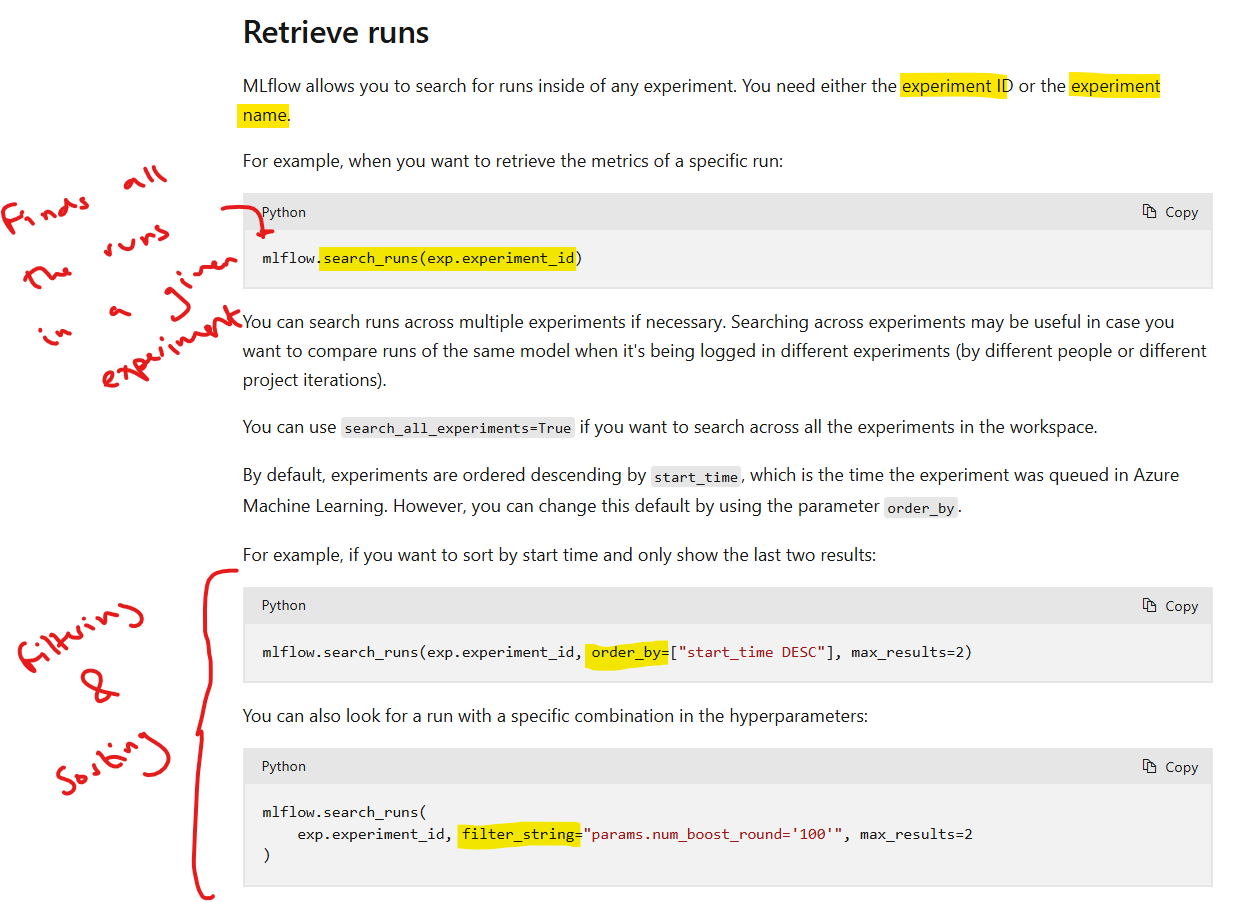 Retrieve runs
MLflow allows you to search for runs inside of any experiment. You need either the experiment ID or the experiment
name.
For example, when you want to retrieve the metrics of a specific run:
Finds all
the runs
in a given
experiment
Python Copy
mlflow.search_runs(exp.experiment_id)
You can search runs across multiple experiments if necessary. Searching across experiments may be useful in case you
want to compare runs of the same model when it's being logged in different experiments (by different people or different
project iterations).
You can use search_all_experiments=True if you want to search across all the experiments in the workspace.
By default, experiments are ordered descending by start_time, which is the time the experiment was queued in Azure
Machine Learning. However, you can change this default by using the parameter order_by.
For example, if you want to sort by start time and only show the last two results:
Filtering
&
Sorting
Python Copy
mlflow.search_runs(exp.experiment_id, order_by=["start_time DESC"], max_results=2)
You can also look for a run with a specific combination in the hyperparameters:
Python Copy
mlflow.search_runs(
    exp.experiment_id, filter_string="params.num_boost_round='100'", max_results=2
)